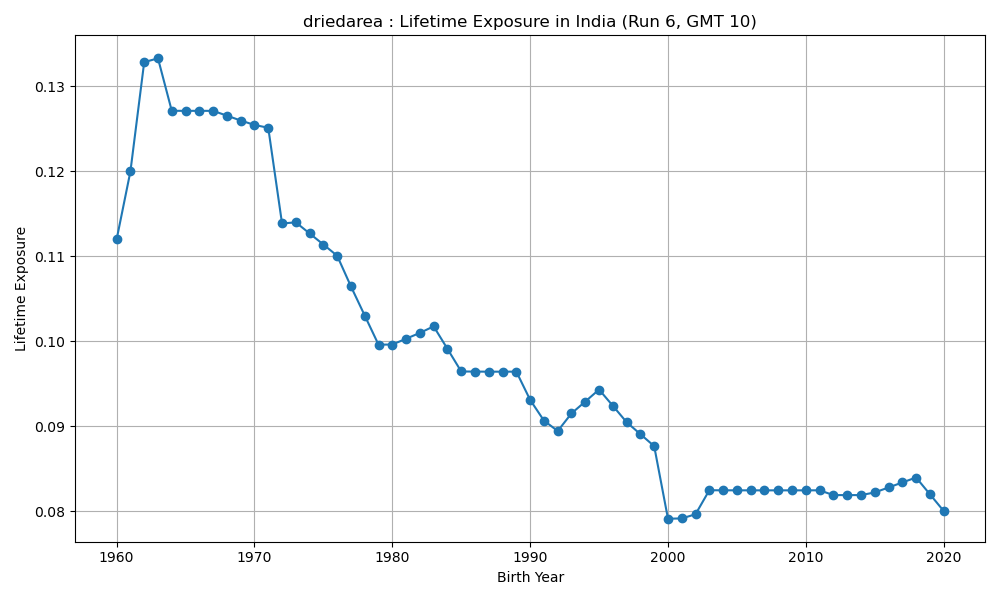 driedarea : Lifetime Exposure in India (Run 6, GMT 10)
Lifetime Exposure
0.13
0.12
0.11
0.10
0.09
0.08
1960 1970 1980 1990 2000 2010 2020
Birth Year